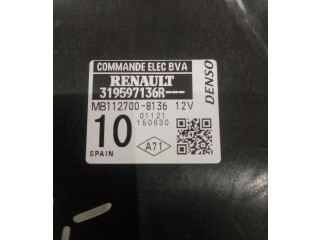 COMMANDE ELEC BVA
RENAULT
319597136R---
DENSO
MB112700-8136 12V
10
01121
150630
SPAIN
A71